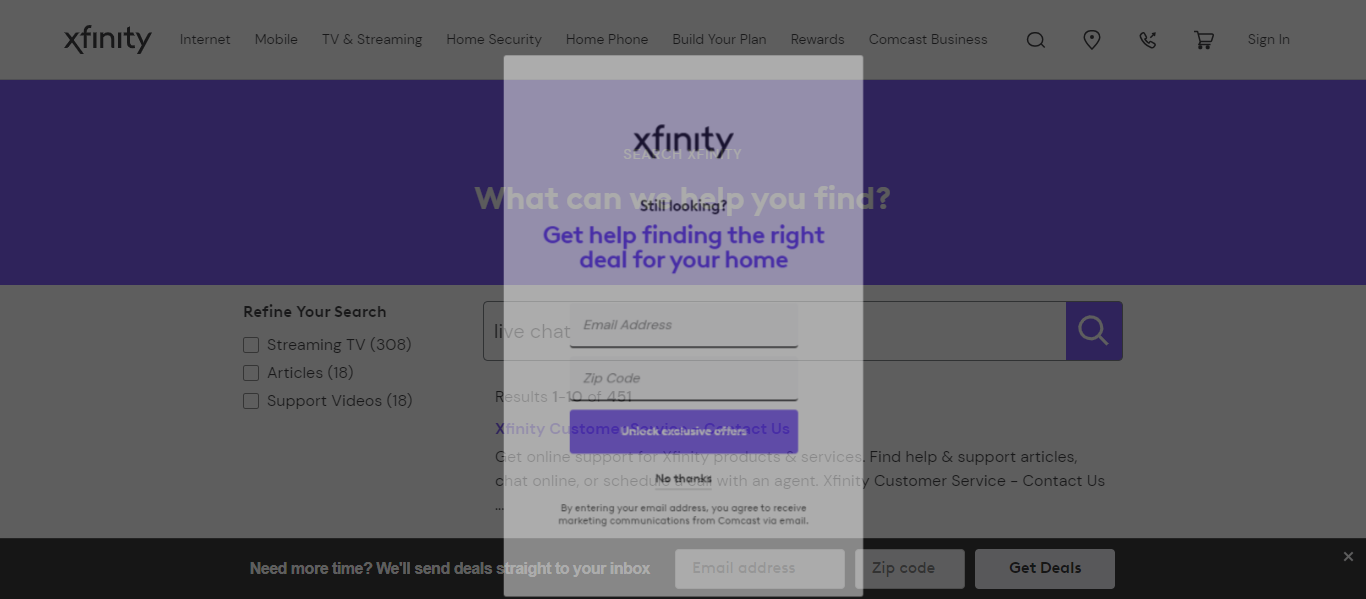 xfinity Internet Mobile TV & Streaming Home Security Home Phone Build Your Plan Rewards Comcast Business Sign In
xfinity
SEARCH XFINITY
What can we help you find?
Still looking?
Get help finding the right
deal for your home
Refine Your Search
Streaming TV (308)
Articles (18)
Support Videos (18)
live chat
Email Address
Zip Code
Results 1-10 of 451
Xfinity Customer Service - Contact Us
Unlock exclusive offers
Get online support for Xfinity products & services. Find help & support articles,
chat online, or schedule a call with an agent. Xfinity Customer Service - Contact Us
...
No thanks
By entering your email address, you agree to receive
marketing communications from Comcast via email.
Need more time? We'll send deals straight to your inbox Email address Zip code Get Deals